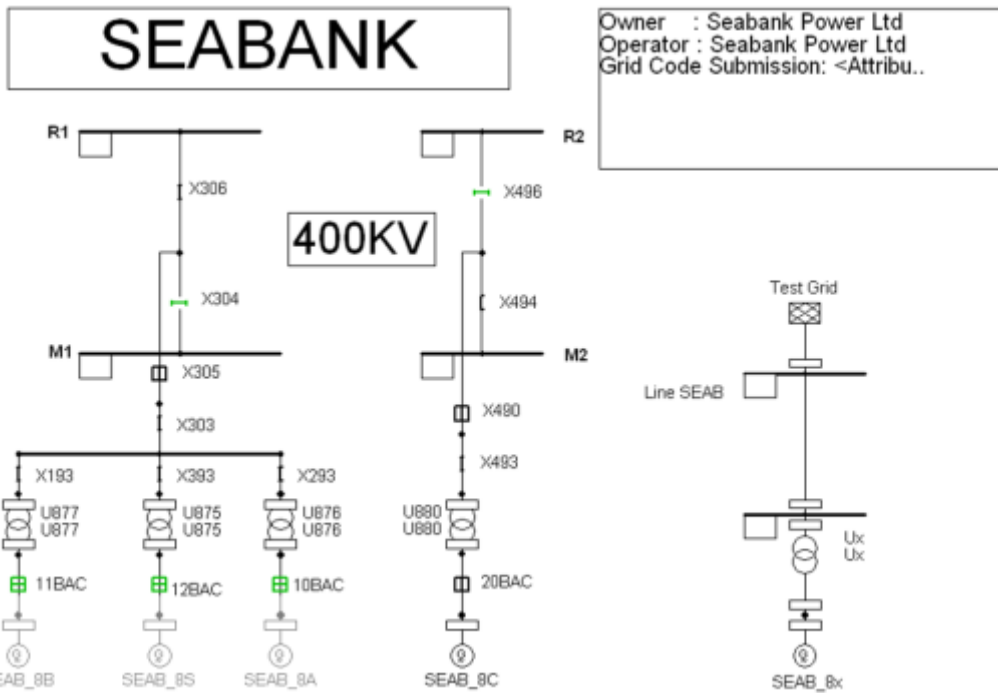 SEABANK
Owner : Seabank Power Ltd
Operator : Seabank Power Ltd
Grid Code Submission: <Attribu..
R1
R2
X306
X496
400KV
X304
X494
Test Grid
M1
M2
X305
Line SEAB
X490
X303
X493
X193
X393
X293
U877
U877
U875
U875
U876
U876
U880
U880
Ux
Ux
11BAC
12BAC
10BAC
20BAC
EAB_8B
SEAB_8S
SEAB_8A
SEAB_8C
SEAB_8x